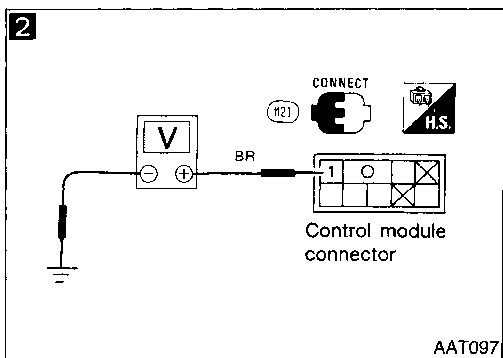 2
CONNECT
M21
H.S.
V
BR
1
Control module
connector
AAT097